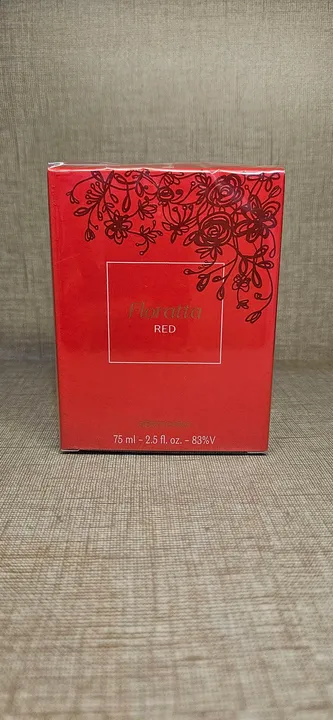 Floratta
RED
75 ml - 2.5 fl. oz. - 83%V